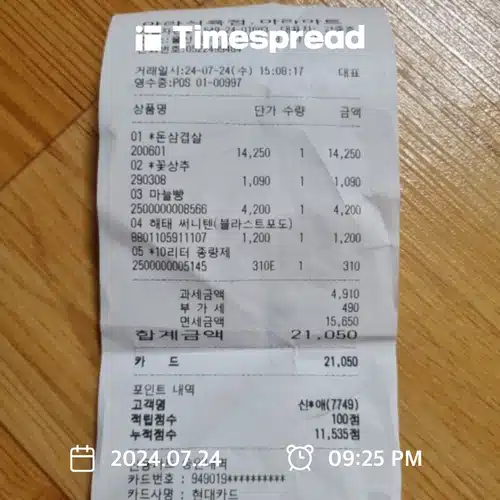 Timespread
거래일시:24-07-24(수) 15:08:17 대표
영수증:POS 01-00997
상품명 단가 수량 금액
01 *돈삼겹살
200601 14,250 1 14,250
02 *꽃상추
290308 1,090 1 1,090
03 마늘빵
2500000008566 4,200 1 4,200
04 해태 써니텐(블라스트포도)
8801105911107 1,200 1 1,200
05 *10리터 종량제
2500000005145 310E 1 310
과세금액 4,910
부 가 세 490
면세금액 15,650
합계금액 21,050
카 드 21,050
포인트 내역
고객명 신*애(7749)
적립점수 100점
누적점수 11,535점
2024.07.24 09:25 PM
카드번호 : 949019**********
카드사명 : 현대카드